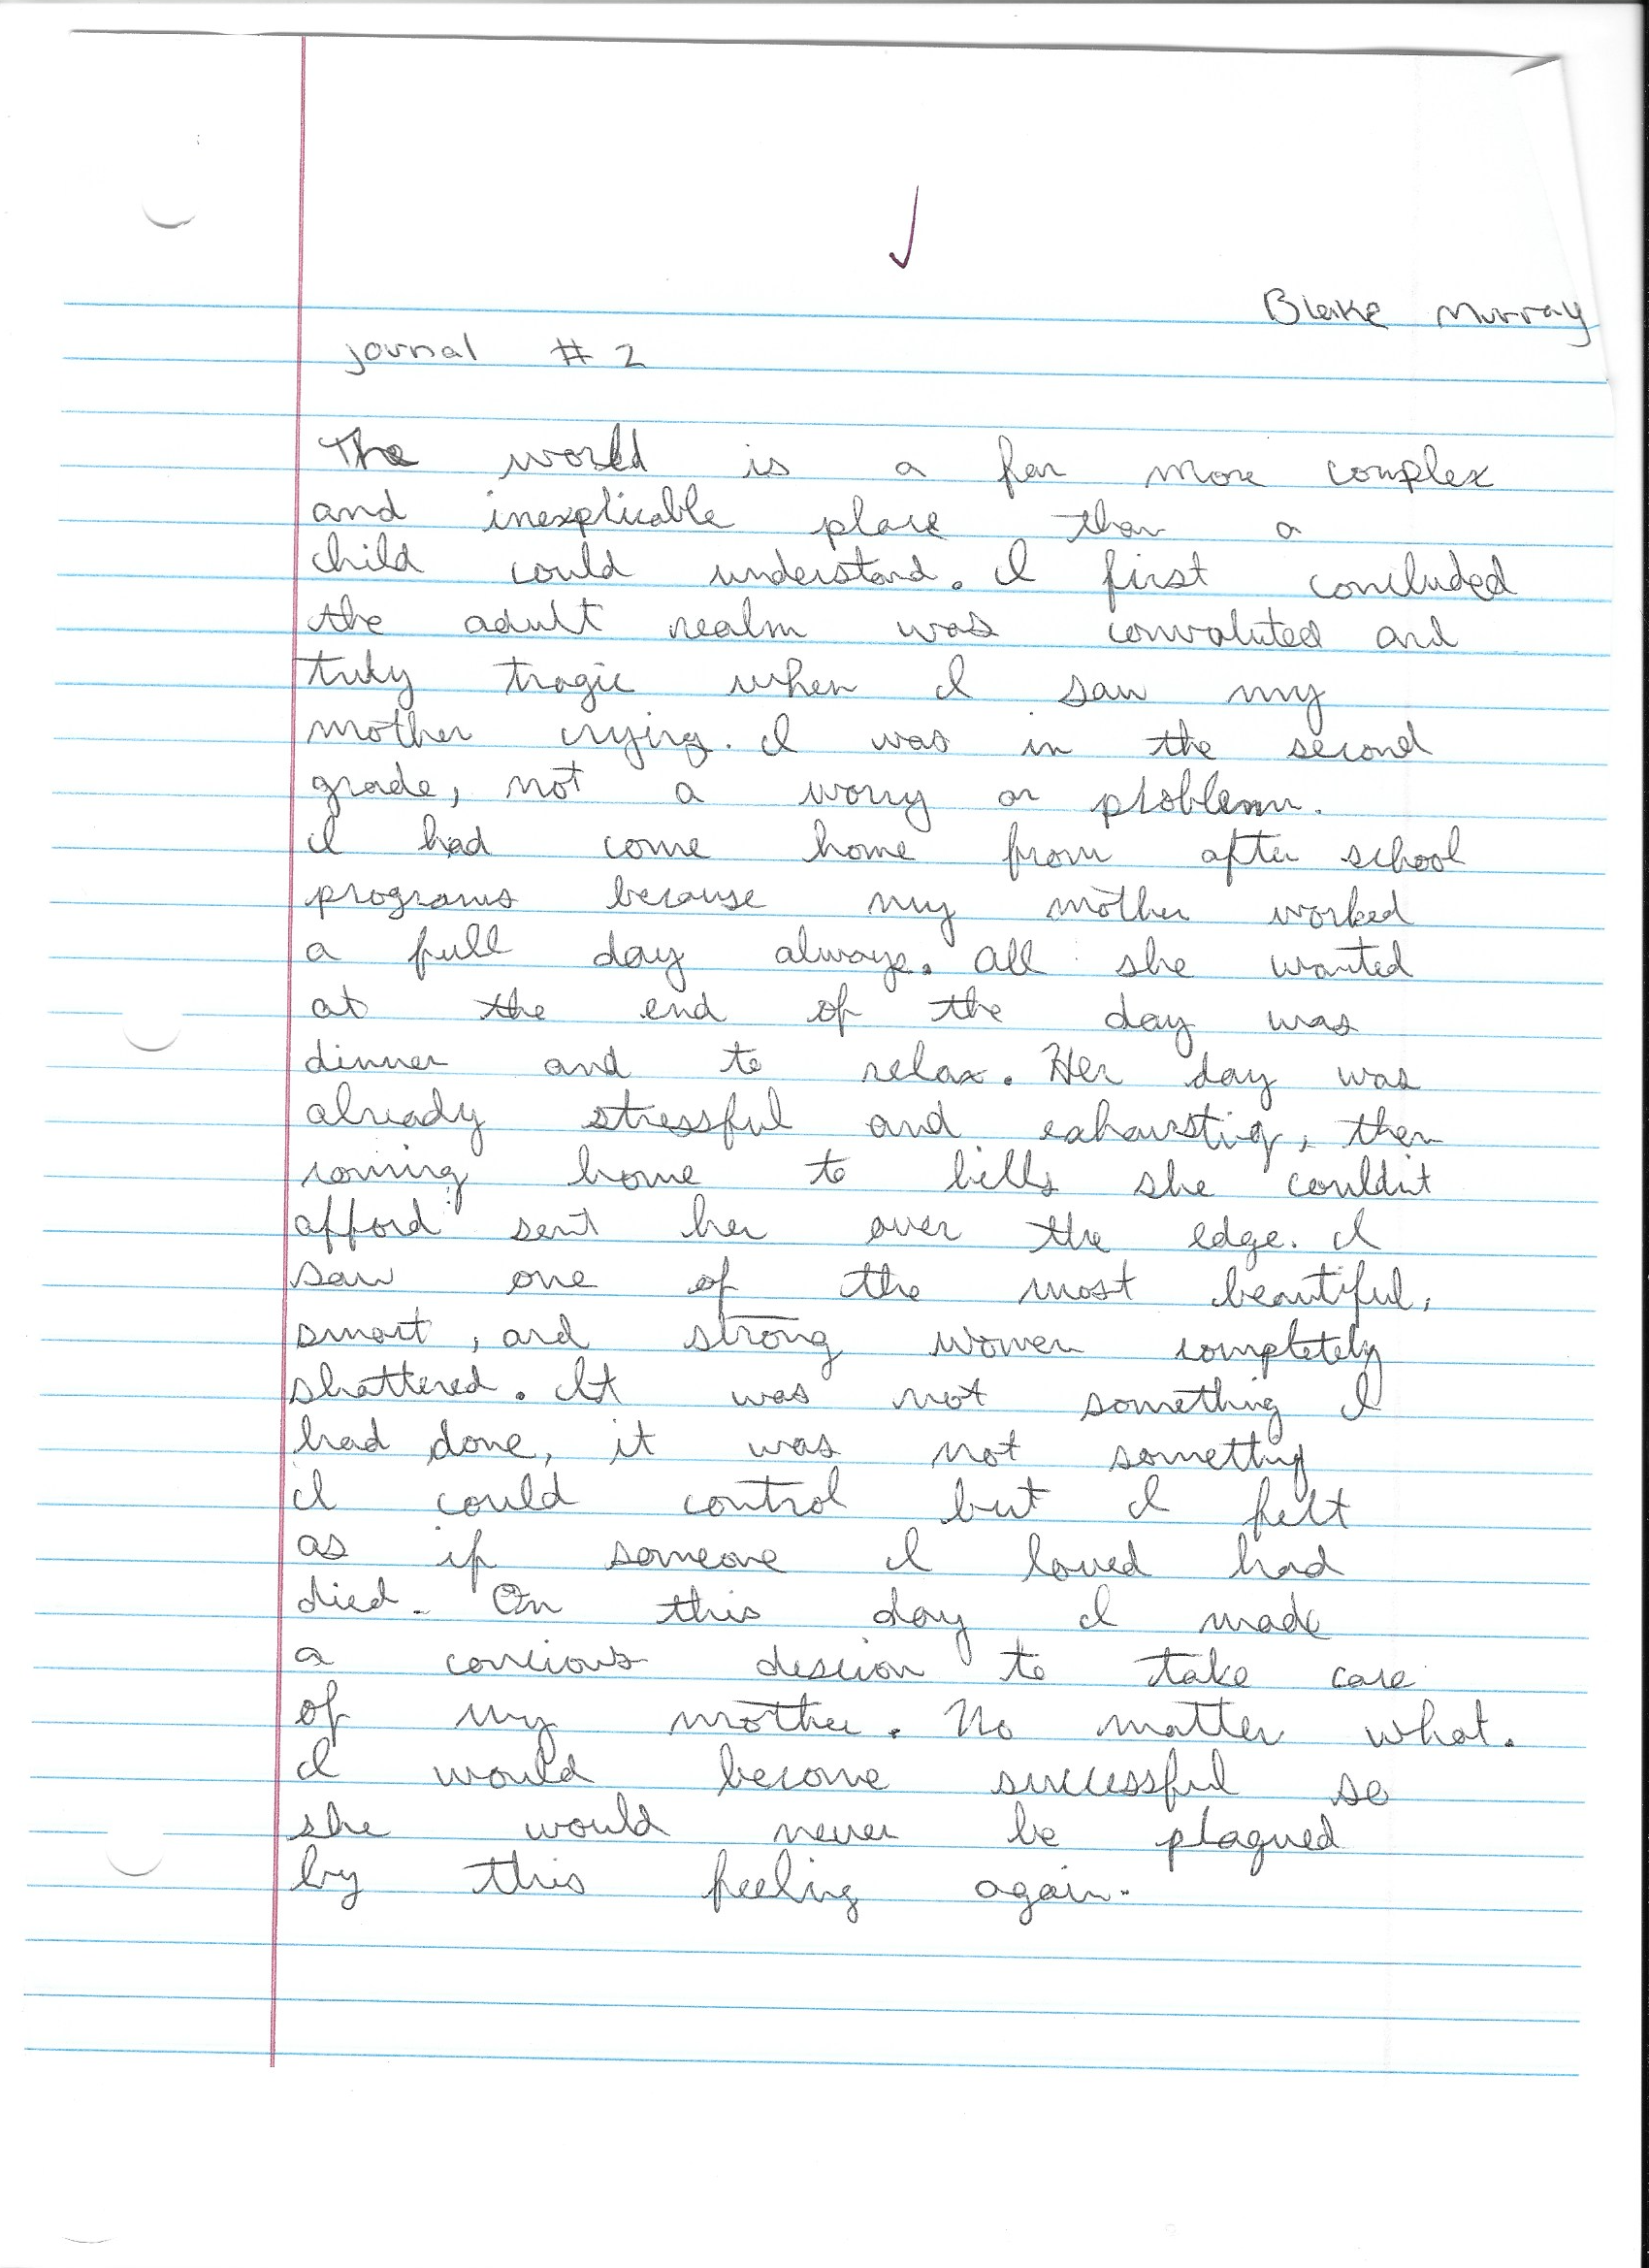 Blake Murray
journal # 2
The world is a far more complex
and inexplicable place than a
child could understand. I first concluded
the adult realm was convoluted and
truly tragic when I saw my
mother crying. I was in the second
grade, not a worry or problem.
I had come home from after school
programs because my mother worked
a full day always. All she wanted
at the end of the day was
dinner and to relax. Her day was
already stressful and exhausting, then
coming home to bills she couldn't
afford sent her over the edge. I
saw one of the most beautiful,
smart, and strong women completely
shattered. It was not something I
had done, it was not something
I could control but I felt
as if someone I loved had
died. On this day I made
a concious descion to take care
of my mother. No matter what.
I would become successful so
she would never be plagued
by this feeling again.